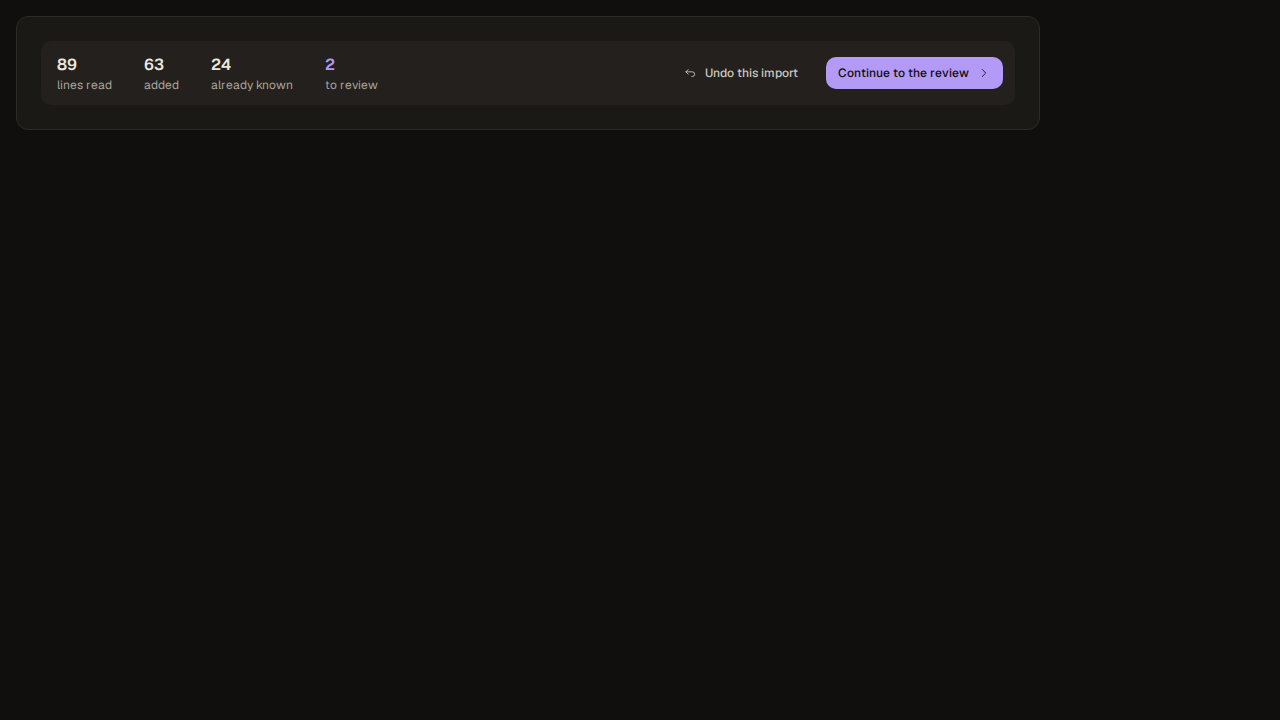 89
lines read
63
added
24
already known
2
to review
Undo this import
Continue to the review